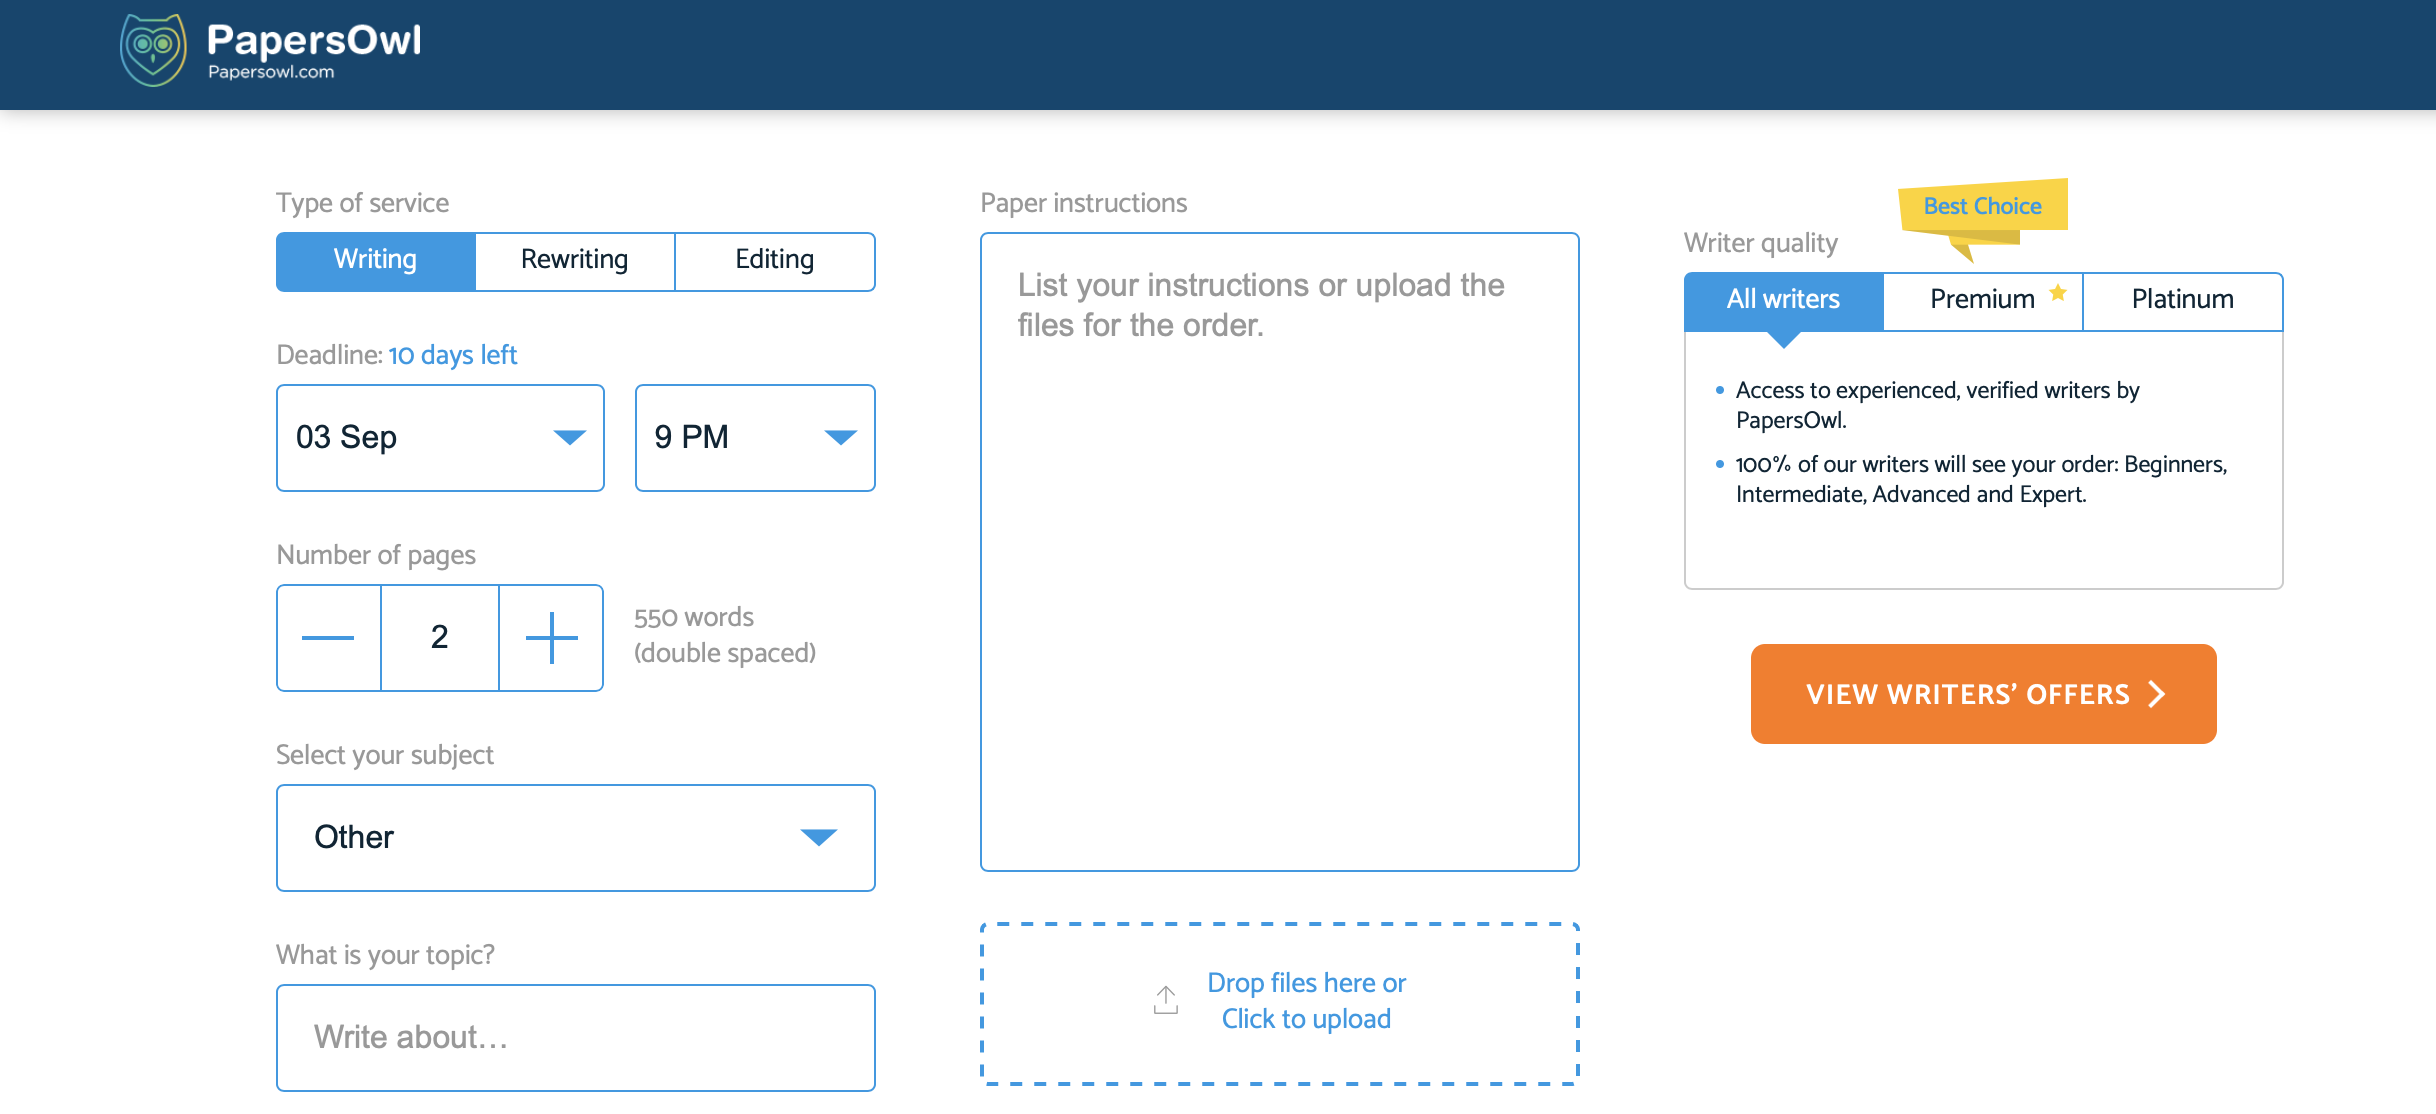 PapersOwl
Papersowl.com
Type of service
Writing
Rewriting
Editing
Deadline: 10 days left
03 Sep
9 PM
Number of pages
2
550 words
(double spaced)
Select your subject
Other
What is your topic?
Write about...
Paper instructions
List your instructions or upload the
files for the order.
Drop files here or
Click to upload
Best Choice
Writer quality
All writers
Premium
Platinum
Access to experienced, verified writers by
PapersOwl.
100% of our writers will see your order: Beginners,
Intermediate, Advanced and Expert.
VIEW WRITERS’ OFFERS